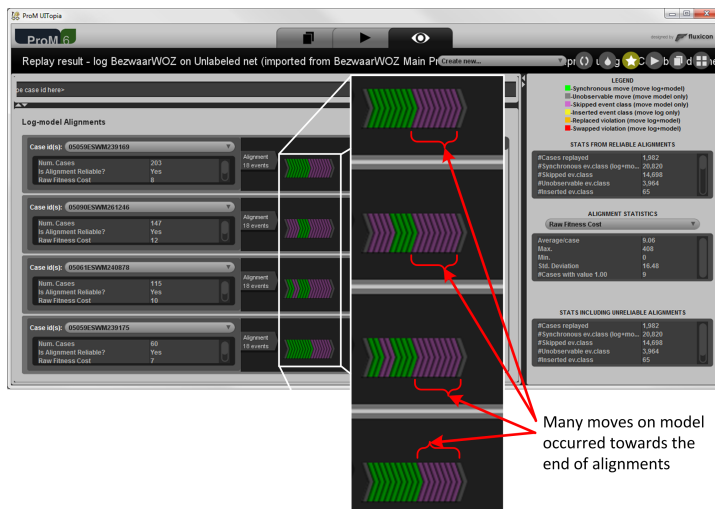 ProM UITopia
ProM 6
designed by fluxicon
Replay result - log BezwaarWOZ on Unlabeled net (imported from BezwaarWOZ Main Pr
Create new...
pe case id here>
Log-model Alignments
Case id(s): 05059ESWM239169
Num. Cases 203
Is Alignment Reliable? Yes
Raw Fitness Cost 8
Alignment
18 events
Case id(s): 05090ESWM261246
Num. Cases 147
Is Alignment Reliable? Yes
Raw Fitness Cost 12
Alignment
18 events
Case id(s): 05061ESWM240878
Num. Cases 115
Is Alignment Reliable? Yes
Raw Fitness Cost 10
Alignment
18 events
Case id(s): 05059ESWM239175
Num. Cases 60
Is Alignment Reliable? Yes
Raw Fitness Cost 7
Alignment
18 events
LEGEND
Synchronous move (move log+model)
Unobservable move (move model only)
Skipped event class (move model only)
Inserted event class (move log only)
Replaced violation (move log+model)
Swapped violation (move log+model)
STATS FROM RELIABLE ALIGNMENTS
#Cases replayed 1,982
#Synchronous ev.class (log+mo... 20,820
#Skipped ev.class 14,698
#Unobservable ev.class 3,964
#Inserted ev.class 65
ALIGNMENT STATISTICS
Raw Fitness Cost
Average/case 9.06
Max. 408
Min. 0
Std. Deviation 16.48
#Cases with value 1.00 9
STATS INCLUDING UNRELIABLE ALIGNMENTS
#Cases replayed 1,982
#Synchronous ev.class (log+mo... 20,820
#Skipped ev.class 14,698
#Unobservable ev.class 3,964
#Inserted ev.class 65
Many moves on model
occurred towards the
end of alignments